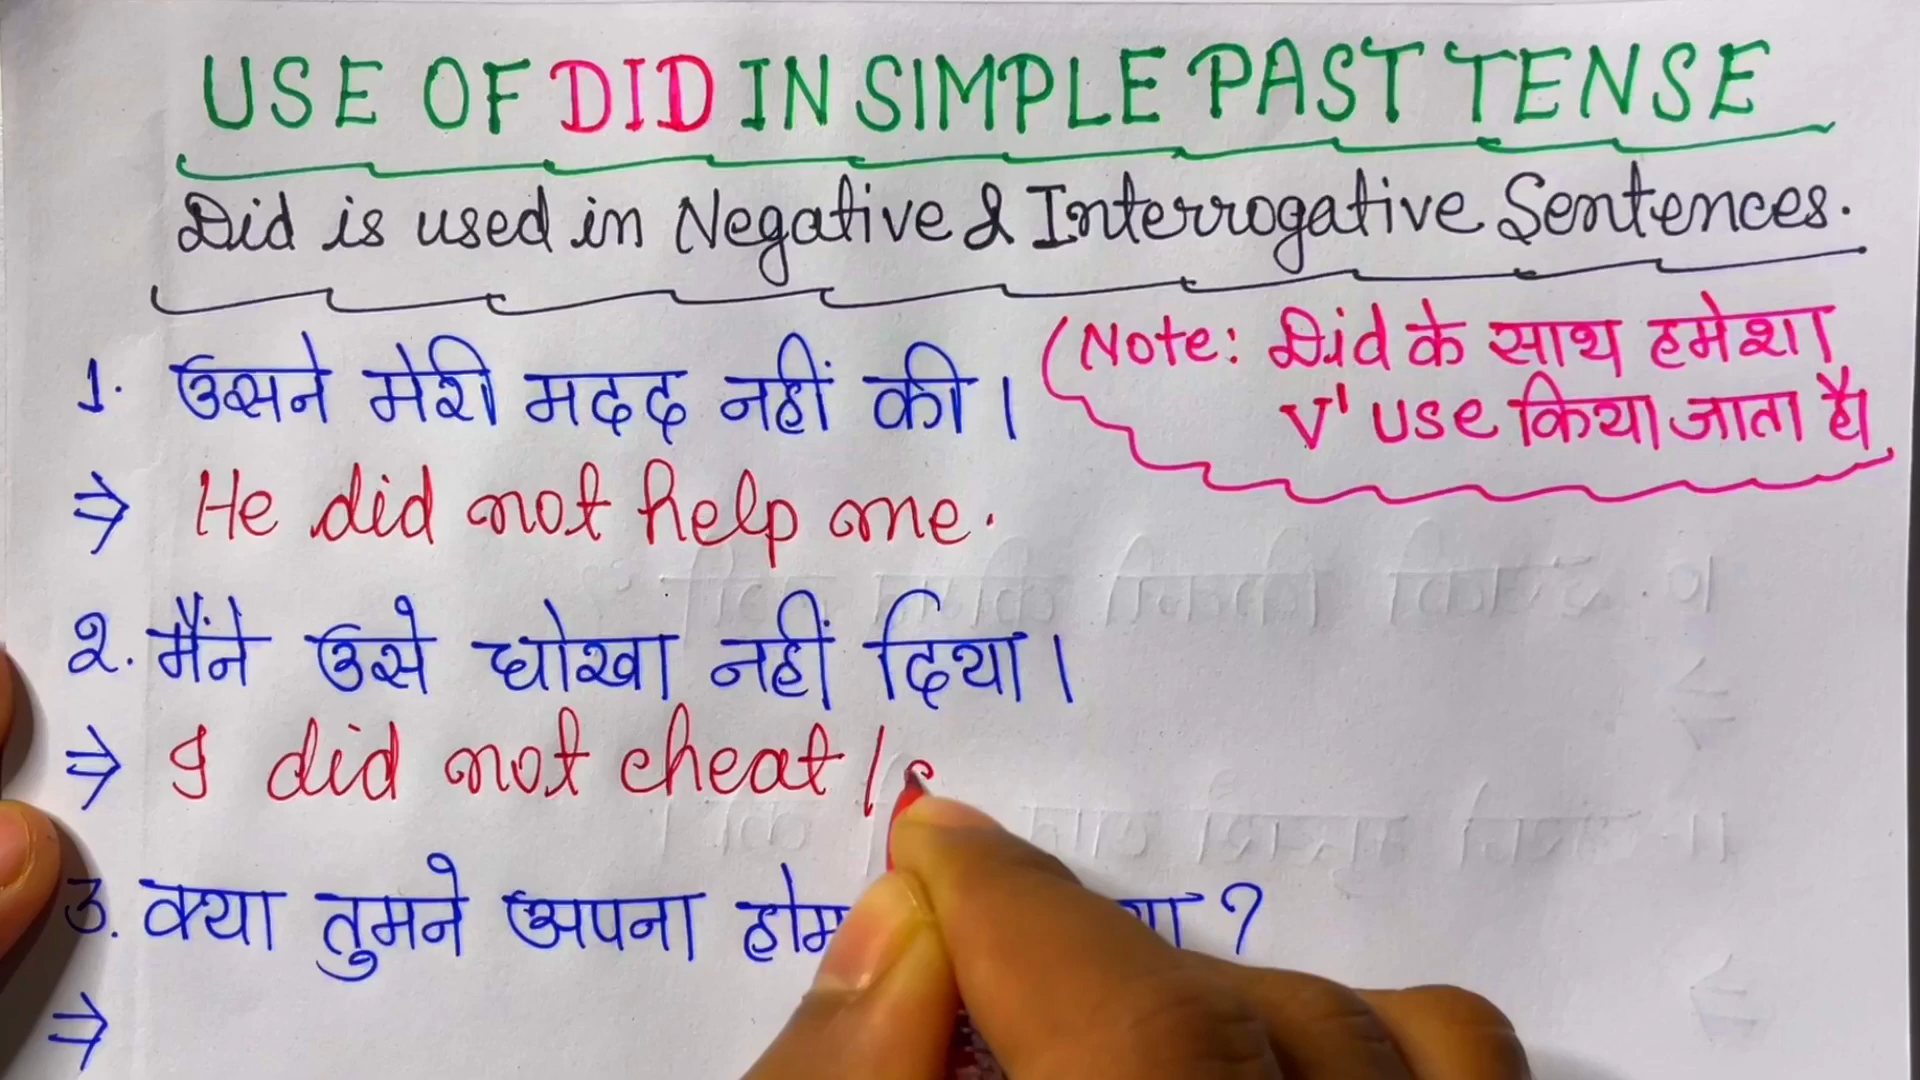 USE OF DID IN SIMPLE PAST TENSE
Did is used in Negative & Interrogative Sentences.
(Note: Did के साथ हमेशा
V¹ use किया जाता है।
1. उसने मेरी मदद नहीं की।
⇒ He did not help me.
2. मैंने उसे धोखा नहीं दिया।
⇒ I did not cheat /
3. क्या तुमने अपना ?
⇒